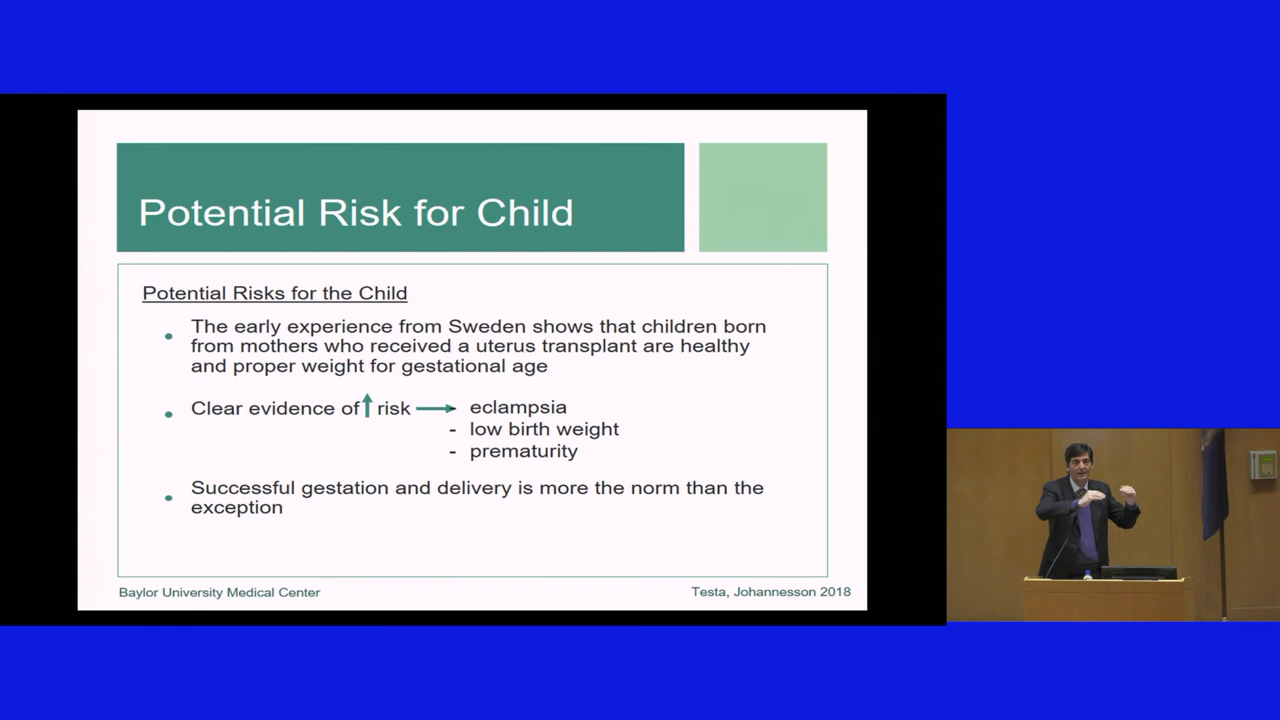 Potential Risk for Child
Potential Risks for the Child
• The early experience from Sweden shows that children born
from mothers who received a uterus transplant are healthy
and proper weight for gestational age
• Clear evidence of ↑ risk → - eclampsia
- low birth weight
- prematurity
• Successful gestation and delivery is more the norm than the
exception
Baylor University Medical Center
Testa, Johannesson 2018